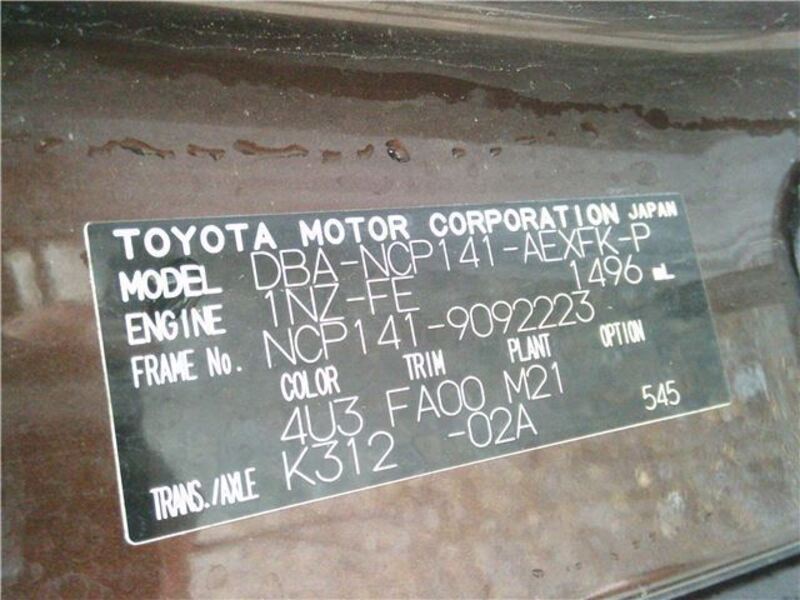 TOYOTA MOTOR CORPORATION JAPAN
MODEL DBA-NCP141-AEXFK-P
ENGINE 1NZ-FE 1496 mL
FRAME No. NCP141-9092223
COLOR TRIM PLANT OPTION
4U3 FA00 M21
TRANS./AXLE K312 -02A 545